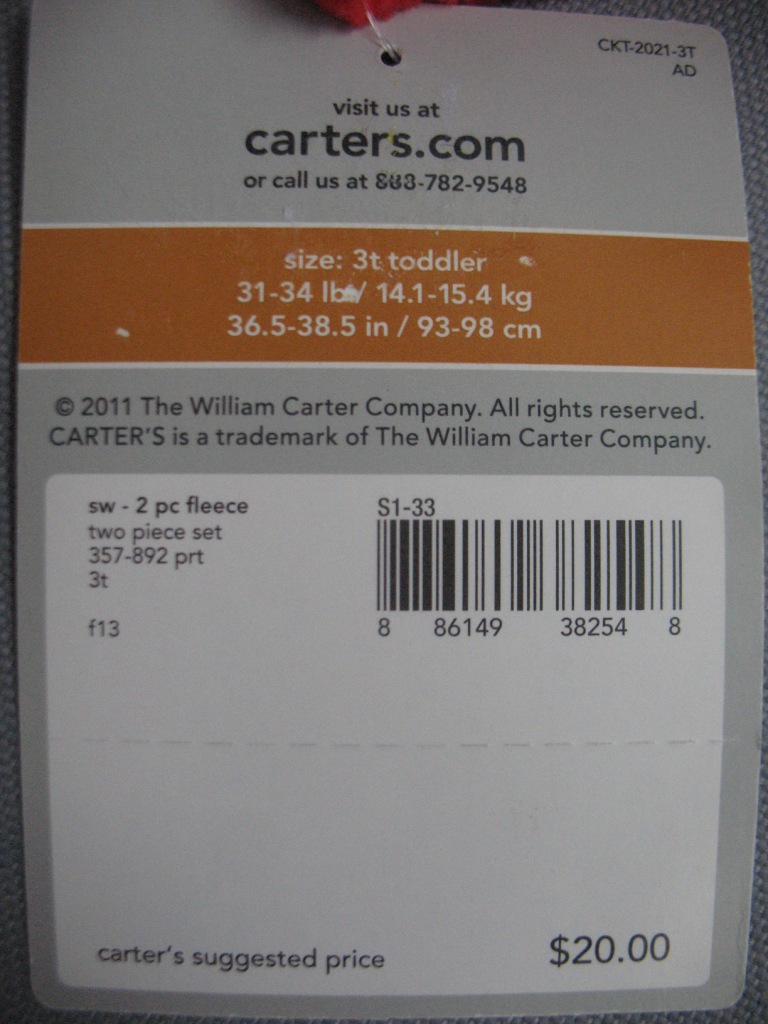 CKT-2021-3T
AD
visit us at
carters.com
or call us at 888-782-9548
size: 3t toddler
31-34 lb/ 14.1-15.4 kg
36.5-38.5 in / 93-98 cm
© 2011 The William Carter Company. All rights reserved.
CARTER'S is a trademark of The William Carter Company.
sw - 2 pc fleece
two piece set
357-892 prt
3t
f13
S1-33
8 86149 38254 8
carter's suggested price
$20.00